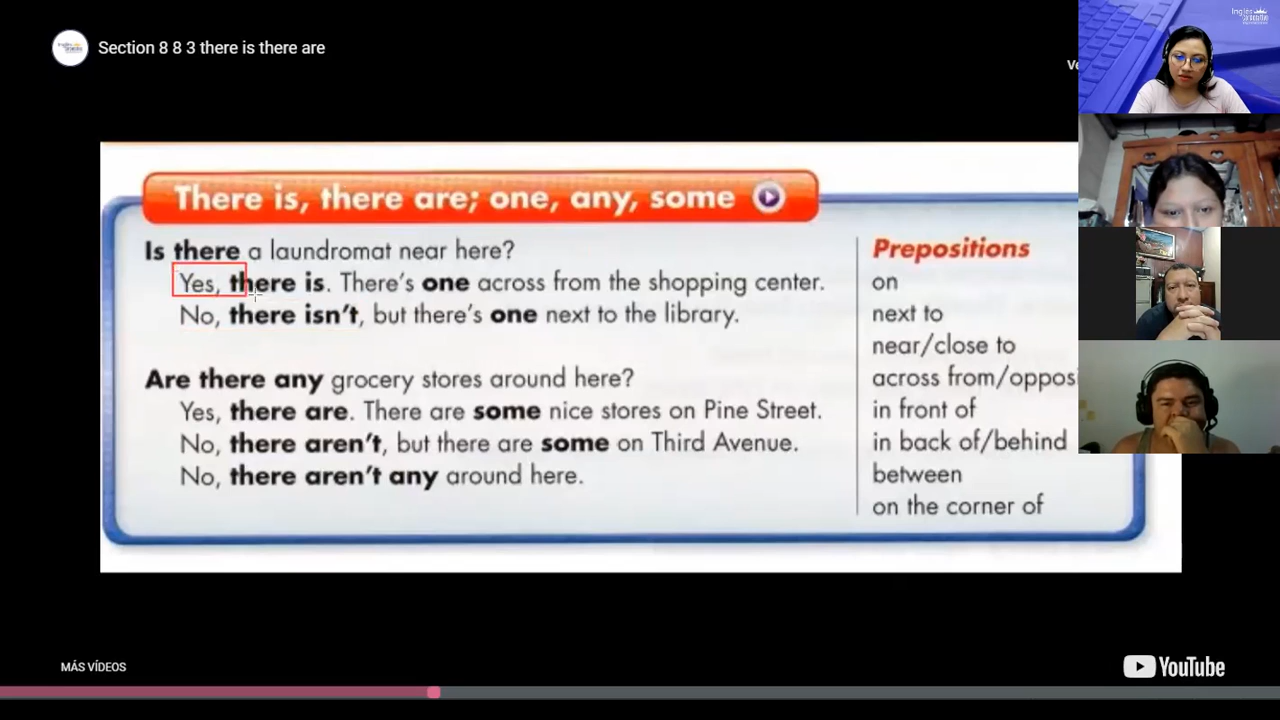 Section 8 8 3 there is there are
There is, there are; one, any, some
Is there a laundromat near here?
Yes, there is. There's one across from the shopping center.
No, there isn't, but there's one next to the library.
Are there any grocery stores around here?
Yes, there are. There are some nice stores on Pine Street.
No, there aren't, but there are some on Third Avenue.
No, there aren't any around here.
Prepositions
on
next to
near/close to
across from/opposi
in front of
in back of/behind
between
on the corner of
MÁS VÍDEOS
YouTube
Inglés